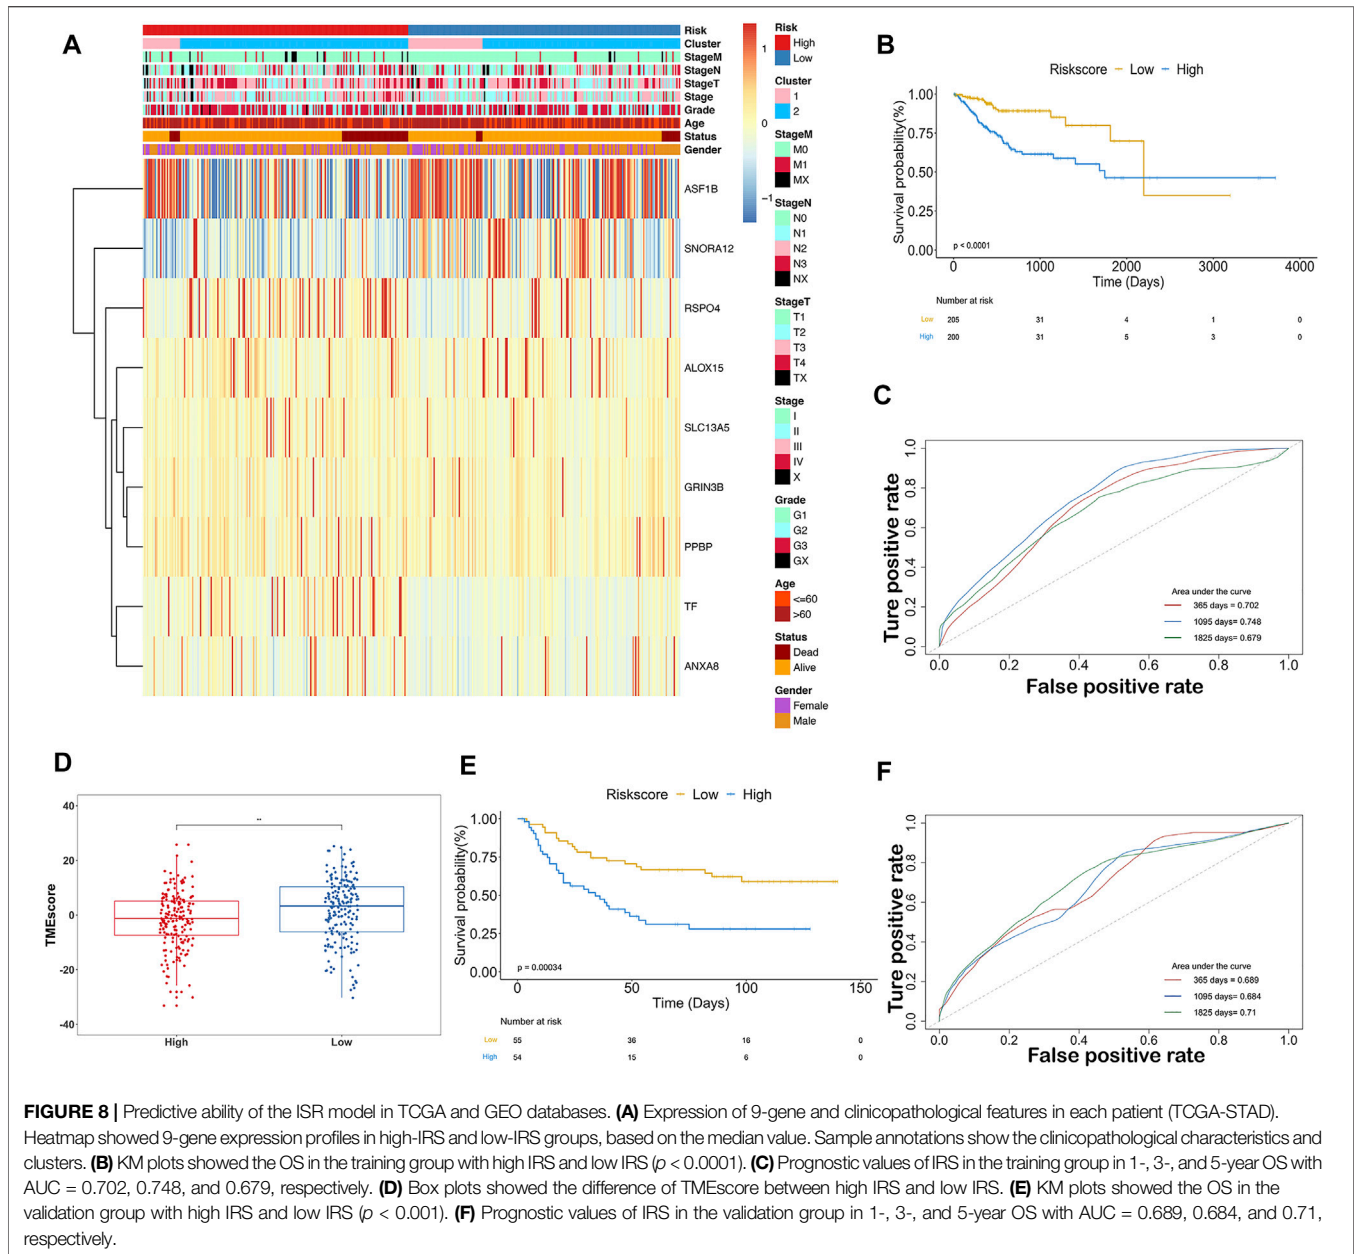 A
Risk
Cluster
StageM
StageN
StageT
Stage
Grade
Age
Status
Gender
ASF1B
SNORA12
RSPO4
ALOX15
SLC13A5
GRIN3B
PPBP
TF
ANXA8
1
0
−1
Risk
High
Low
Cluster
1
2
StageM
M0
M1
MX
StageN
N0
N1
N2
N3
NX
StageT
T1
T2
T3
T4
TX
Stage
I
II
III
IV
X
Grade
G1
G2
G3
GX
Age
<=60
>60
Status
Dead
Alive
Gender
Female
Male
B
Riskscore Low High
Survival probability(%)
1.00
0.75
0.50
0.25
0.00
p < 0.0001
0 1000 2000 3000 4000
Time (Days)
Number at risk
Low 205 31 4 1 0
High 200 31 5 3 0
C
Ture positive rate
1.0
0.8
0.6
0.4
0.2
0.0
Area under the curve
365 days = 0.702
1095 days= 0.748
1825 days= 0.679
0.0 0.2 0.4 0.6 0.8 1.0
False positive rate
D
TMEscore
40
20
0
-20
-40
**
High Low
E
Riskscore Low High
Survival probability(%)
1.00
0.75
0.50
0.25
0.00
p = 0.00034
0 50 100 150
Time (Days)
Number at risk
Low 55 36 16 0
High 54 15 6 0
F
Ture positive rate
1.0
0.8
0.6
0.4
0.2
0.0
Area under the curve
365 days = 0.689
1095 days = 0.684
1825 days= 0.71
0.0 0.2 0.4 0.6 0.8 1.0
False positive rate
FIGURE 8 | Predictive ability of the ISR model in TCGA and GEO databases. (A) Expression of 9-gene and clinicopathological features in each patient (TCGA-STAD).
Heatmap showed 9-gene expression profiles in high-IRS and low-IRS groups, based on the median value. Sample annotations show the clinicopathological characteristics and
clusters. (B) KM plots showed the OS in the training group with high IRS and low IRS (p < 0.0001). (C) Prognostic values of IRS in the training group in 1-, 3-, and 5-year OS with
AUC = 0.702, 0.748, and 0.679, respectively. (D) Box plots showed the difference of TMEscore between high IRS and low IRS. (E) KM plots showed the OS in the
validation group with high IRS and low IRS (p < 0.001). (F) Prognostic values of IRS in the validation group in 1-, 3-, and 5-year OS with AUC = 0.689, 0.684, and 0.71,
respectively.